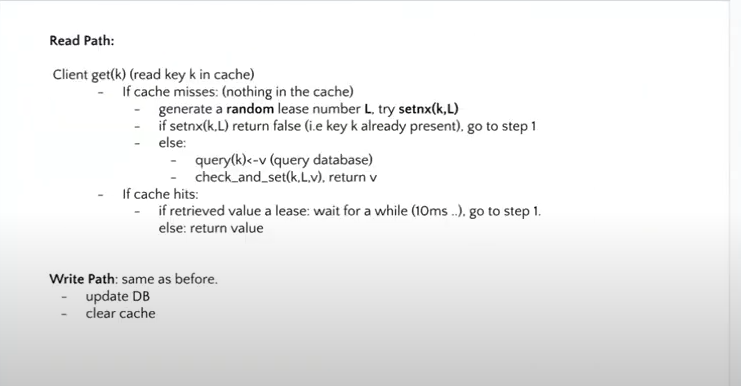 Read Path:
Client get(k) (read key k in cache)
- If cache misses: (nothing in the cache)
- generate a random lease number L, try setnx(k,L)
- if setnx(k,L) return false (i.e key k already present), go to step 1
- else:
- query(k)<-v (query database)
- check_and_set(k,L,v), return v
- If cache hits:
- if retrieved value a lease: wait for a while (10ms ..), go to step 1.
else: return value
Write Path: same as before.
- update DB
- clear cache